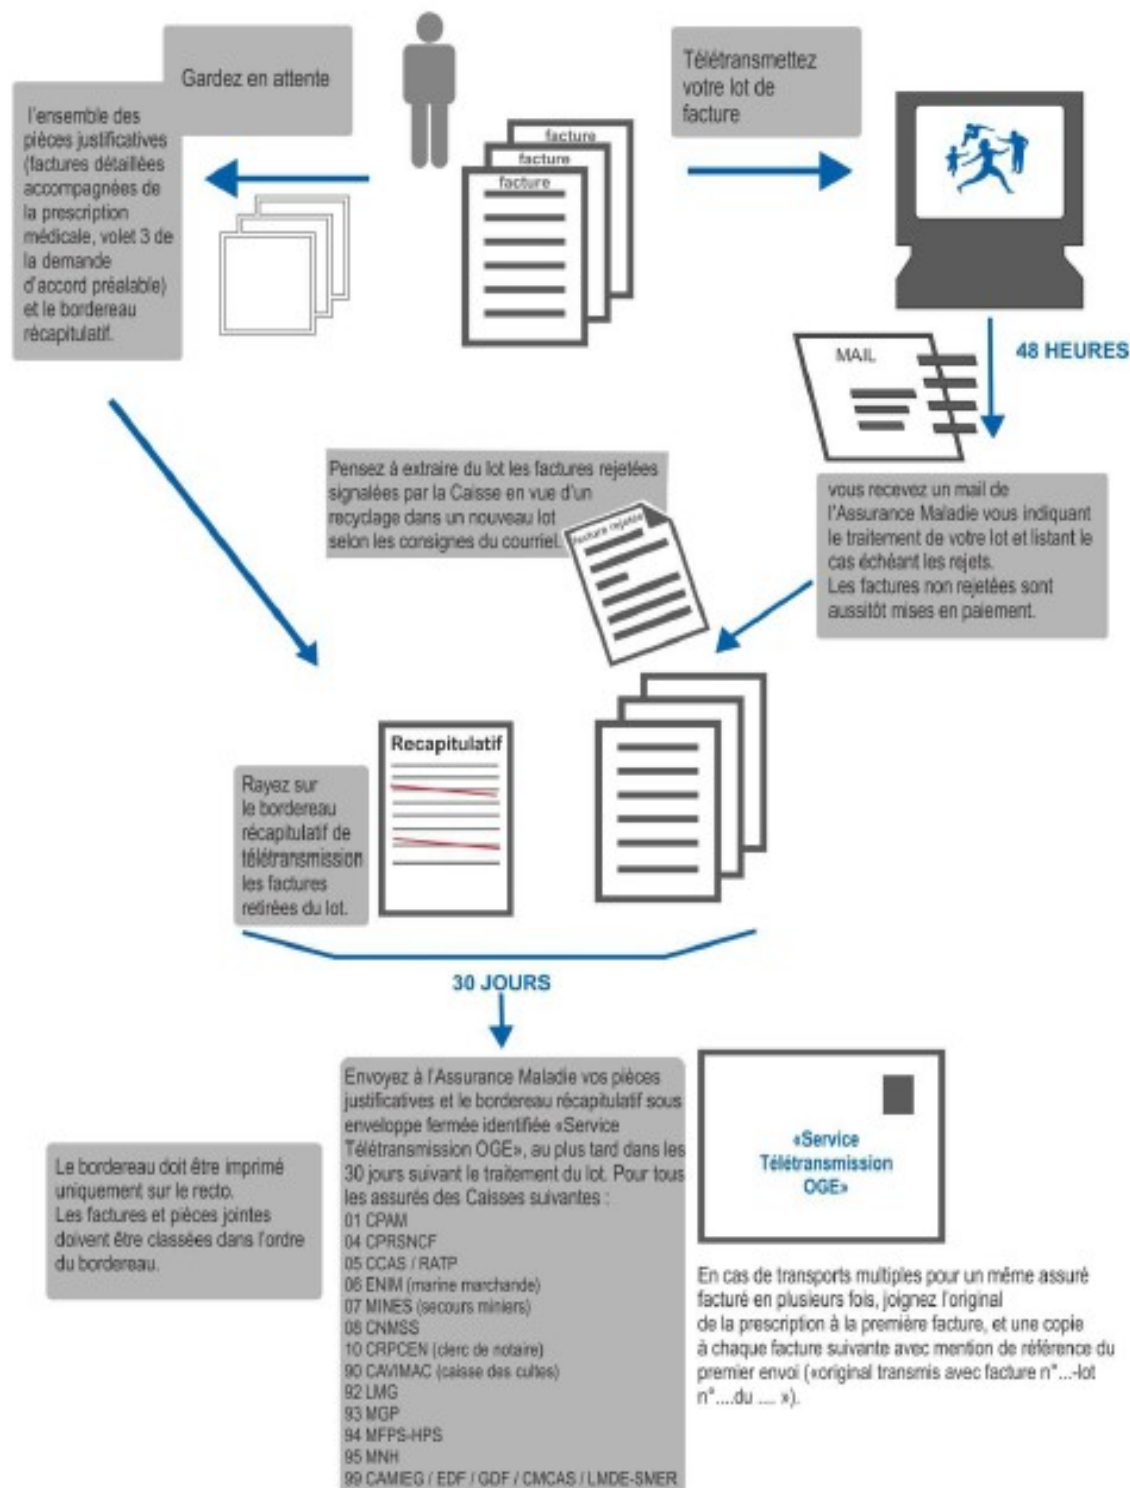 Gardez en attente
l'ensemble des
pièces justificatives
(factures détaillées
accompagnées de
la prescription
médicale, volet 3 de
la demande
d'accord préalable)
et le bordereau
récapitulatif.
facture
facture
facture
Télétransmettez
votre lot de
facture
48 HEURES
MAIL
vous recevez un mail de
l'Assurance Maladie vous indiquant
le traitement de votre lot et listant le
cas échéant les rejets.
Les factures non rejetées sont
aussitôt mises en paiement.
Pensez à extraire du lot les factures rejetées
signalées par la Caisse en vue d'un
recyclage dans un nouveau lot
selon les consignes du courriel.
facture rejetée
Recapitulatif
Rayez sur
le bordereau
récapitulatif de
télétransmission
les factures
retirées du lot.
30 JOURS
Envoyez à l'Assurance Maladie vos pièces
justificatives et le bordereau récapitulatif sous
enveloppe fermée identifiée «Service
Télétransmission OGE», au plus tard dans les
30 jours suivant le traitement du lot. Pour tous
les assurés des Caisses suivantes :
01 CPAM
04 CPRSNCF
05 CCAS / RATP
06 ENIM (marine marchande)
07 MINES (secours miniers)
08 CNMSS
10 CRPCEN (clerc de notaire)
90 CAVIMAC (caisse des cultes)
92 LMG
93 MGP
94 MFPS-HPS
95 MNH
99 CAMIEG / EDF / GDF / CMCAS / LMDE-SMER
Le bordereau doit être imprimé
uniquement sur le recto.
Les factures et pièces jointes
doivent être classées dans l'ordre
du bordereau.
«Service
Télétransmission
OGE»
En cas de transports multiples pour un même assuré
facturé en plusieurs fois, joignez l'original
de la prescription à la première facture, et une copie
à chaque facture suivante avec mention de référence du
premier envoi («original transmis avec facture n°...-lot
n°....du .... »).